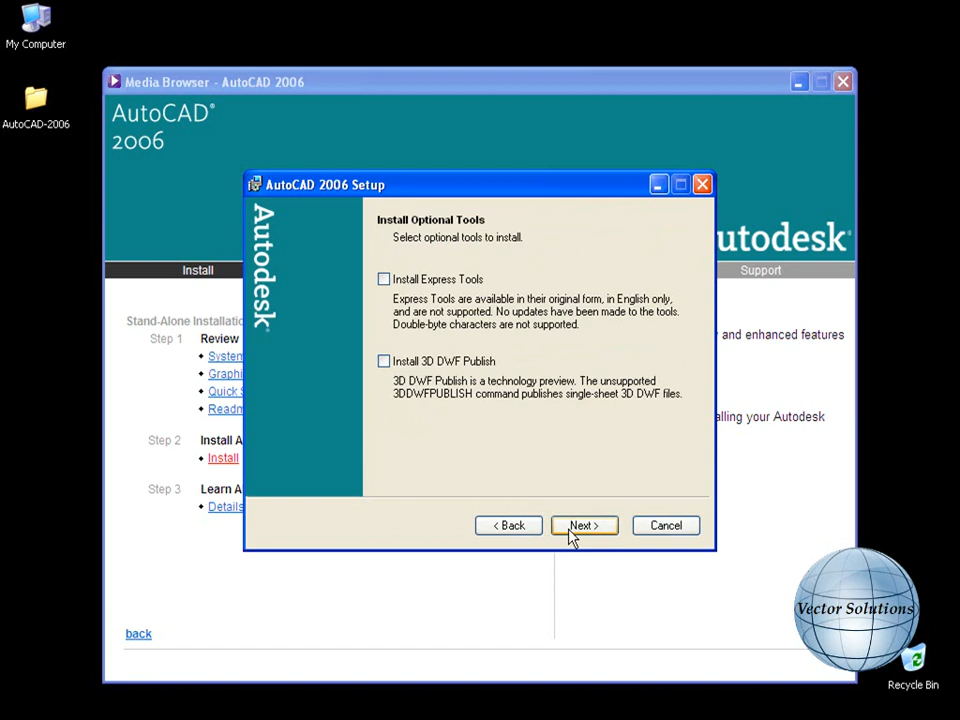 My Computer
AutoCAD-2006
Media Browser - AutoCAD 2006
AutoCAD®
2006
AutoCAD 2006 Setup
Autodesk
Install Optional Tools
Select optional tools to install.
Install Express Tools
Express Tools are available in their original form, in English only,
and are not supported. No updates have been made to the tools.
Double-byte characters are not supported.
Install 3D DWF Publish
3D DWF Publish is a technology preview. The unsupported
3DDWFPUBLISH command publishes single-sheet 3D DWF files.
< Back
Next >
Cancel
utodesk®
Install
Support
Stand-Alone Installatio
Step 1 Review
System
Graphi
Quick S
Readm
Step 2 Install A
Install
Step 3 Learn A
Details
and enhanced features
alling your Autodesk
back
Vector Solutions
Recycle Bin